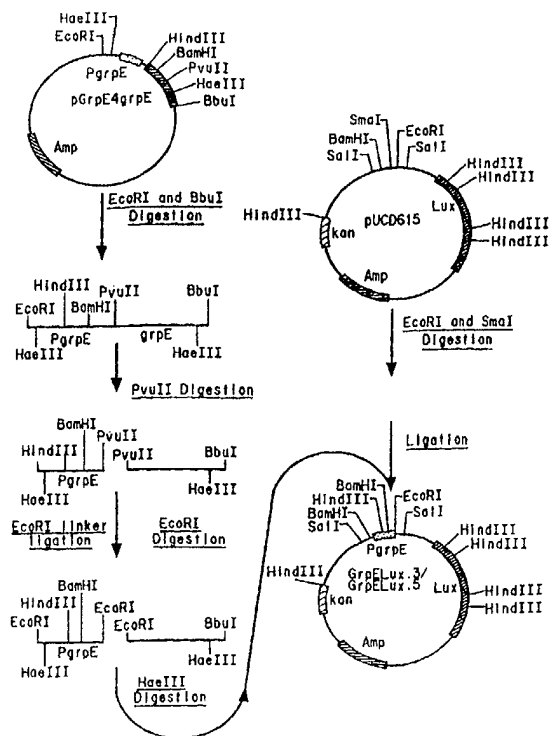 HaeIII
EcoRI
HindIII
BamHI
PvuII
HaeIII
BbuI
PgrpE
pGrpE4grpE
Amp
EcoRI and BbuI
Digestion
EcoRI
HindIII
BamHI
PvuII
BbuI
HaeIII
PgrpE
grpE
HaeIII
PvuII Digestion
HindIII
BamHI
PvuII
PvuII
BbuI
HaeIII
PgrpE
HaeIII
EcoRI linker
ligation
EcoRI
Digestion
EcoRI
HindIII
BamHI
EcoRI
EcoRI
BbuI
HaeIII
PgrpE
HaeIII
HaeIII
Digestion
SmaI
BamHI
SalI
EcoRI
SalI
HindIII
HindIII
Lux
HindIII
HindIII
HindIII
kan
pUCD615
Amp
EcoRI and SmaI
Digestion
Ligation
BamHI
HindIII
BamHI
SalI
EcoRI
SalI
PgrpE
HindIII
HindIII
HindIII
GrpELux.3/
GrpELux.5
Lux
HindIII
HindIII
kan
Amp